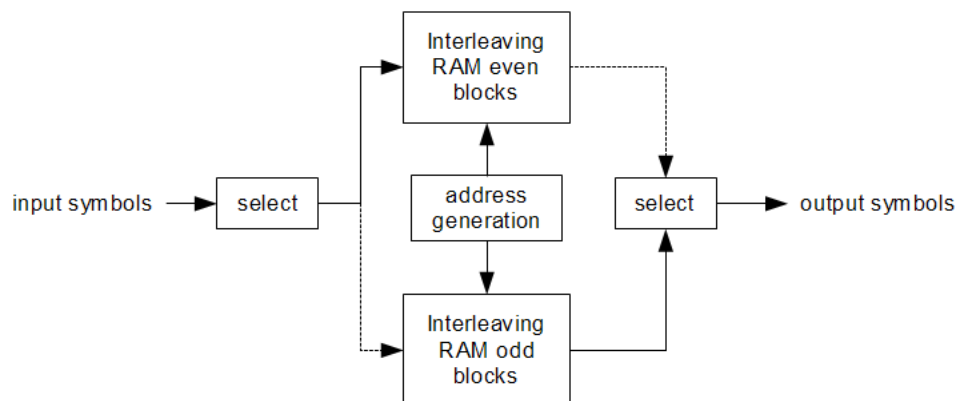 Interleaving
RAM even
blocks
input symbols
select
address
generation
select
output symbols
Interleaving
RAM odd
blocks